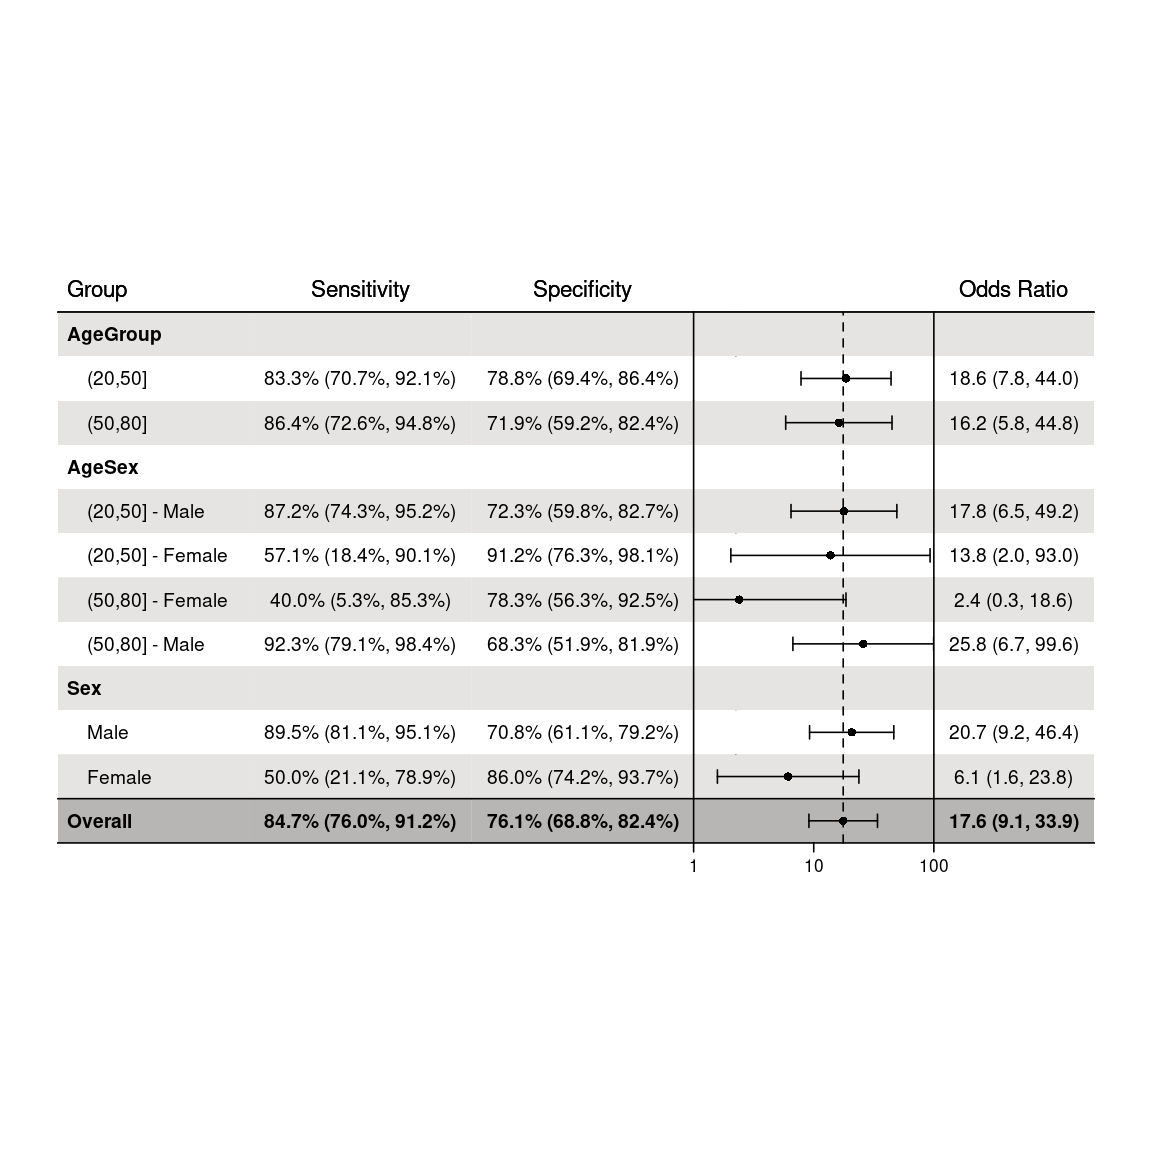 Group Sensitivity Specificity Odds Ratio
AgeGroup
(20,50] 83.3% (70.7%, 92.1%) 78.8% (69.4%, 86.4%) 18.6 (7.8, 44.0)
(50,80] 86.4% (72.6%, 94.8%) 71.9% (59.2%, 82.4%) 16.2 (5.8, 44.8)
AgeSex
(20,50] - Male 87.2% (74.3%, 95.2%) 72.3% (59.8%, 82.7%) 17.8 (6.5, 49.2)
(20,50] - Female 57.1% (18.4%, 90.1%) 91.2% (76.3%, 98.1%) 13.8 (2.0, 93.0)
(50,80] - Female 40.0% (5.3%, 85.3%) 78.3% (56.3%, 92.5%) 2.4 (0.3, 18.6)
(50,80] - Male 92.3% (79.1%, 98.4%) 68.3% (51.9%, 81.9%) 25.8 (6.7, 99.6)
Sex
Male 89.5% (81.1%, 95.1%) 70.8% (61.1%, 79.2%) 20.7 (9.2, 46.4)
Female 50.0% (21.1%, 78.9%) 86.0% (74.2%, 93.7%) 6.1 (1.6, 23.8)
Overall 84.7% (76.0%, 91.2%) 76.1% (68.8%, 82.4%) 17.6 (9.1, 33.9)
1 10 100